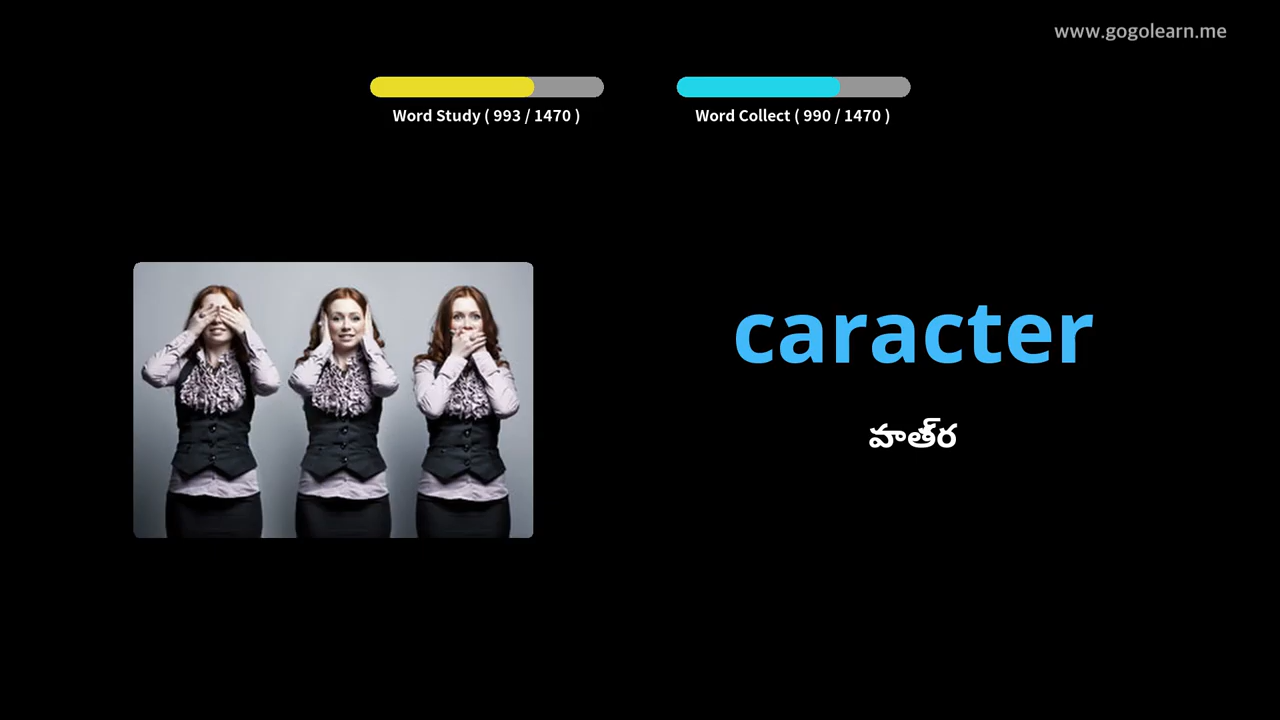 www.gogolearn.me
Word Study ( 993 / 1470 )
Word Collect ( 990 / 1470 )
caracter
పాత్ర